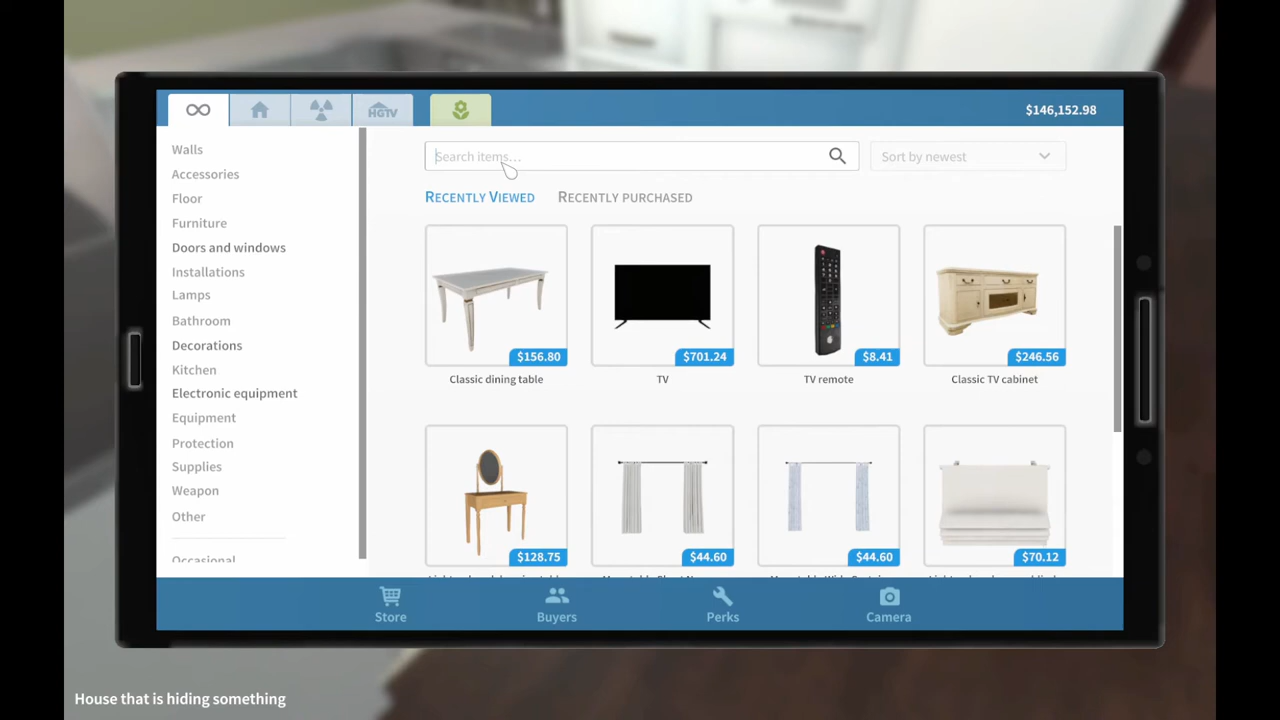 HGTV
$146,152.98
Walls
Accessories
Floor
Furniture
Doors and windows
Installations
Lamps
Bathroom
Decorations
Kitchen
Electronic equipment
Equipment
Protection
Supplies
Weapon
Other
Occasional
Search items...
Sort by newest
RECENTLY VIEWED
RECENTLY PURCHASED
$156.80
$701.24
$8.41
$246.56
Classic dining table
TV
TV remote
Classic TV cabinet
$128.75
$44.60
$44.60
$70.12
Store
Buyers
Perks
Camera
House that is hiding something